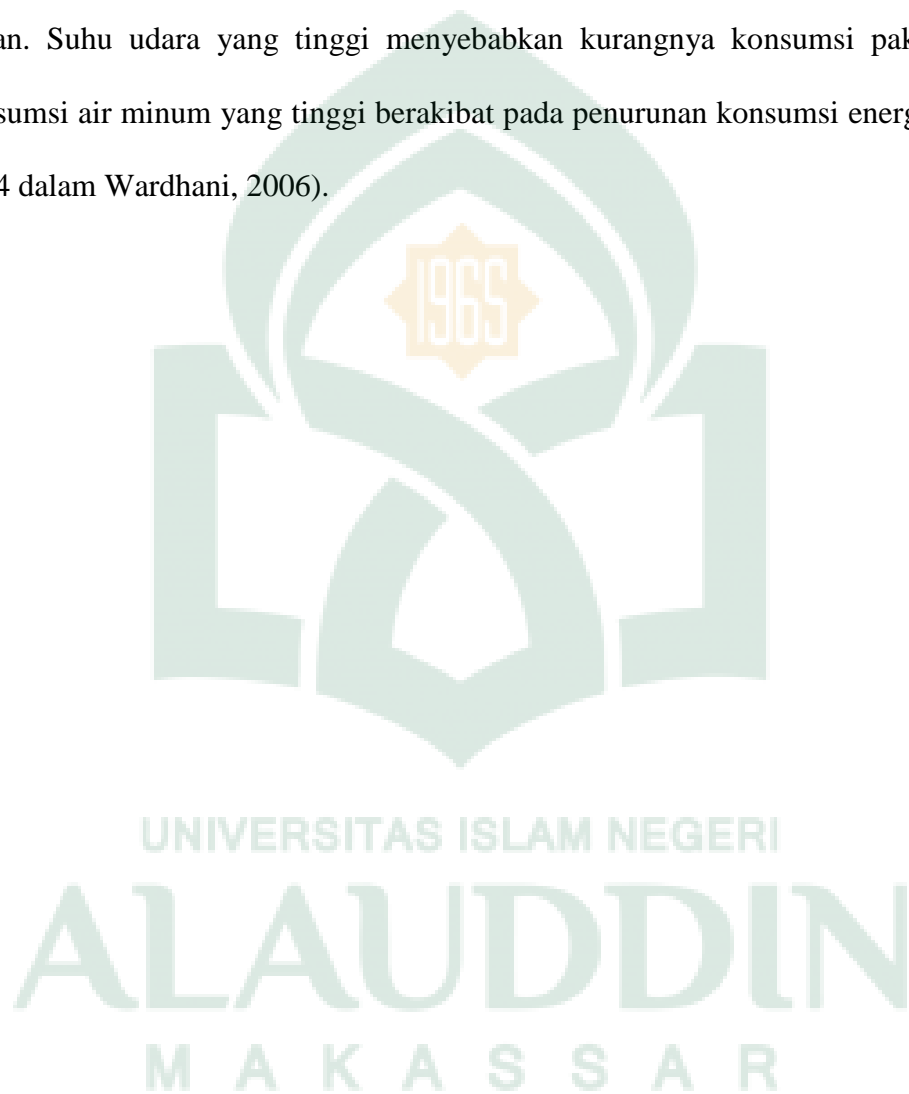 an. Suhu udara yang tinggi menyebabkan kurangnya konsumsi pak
sumsi air minum yang tinggi berakibat pada penurunan konsumsi energ
4 dalam Wardhani, 2006).
1965
UNIVERSITAS ISLAM NEGERI
ALAUDDIN
MAKASSAR